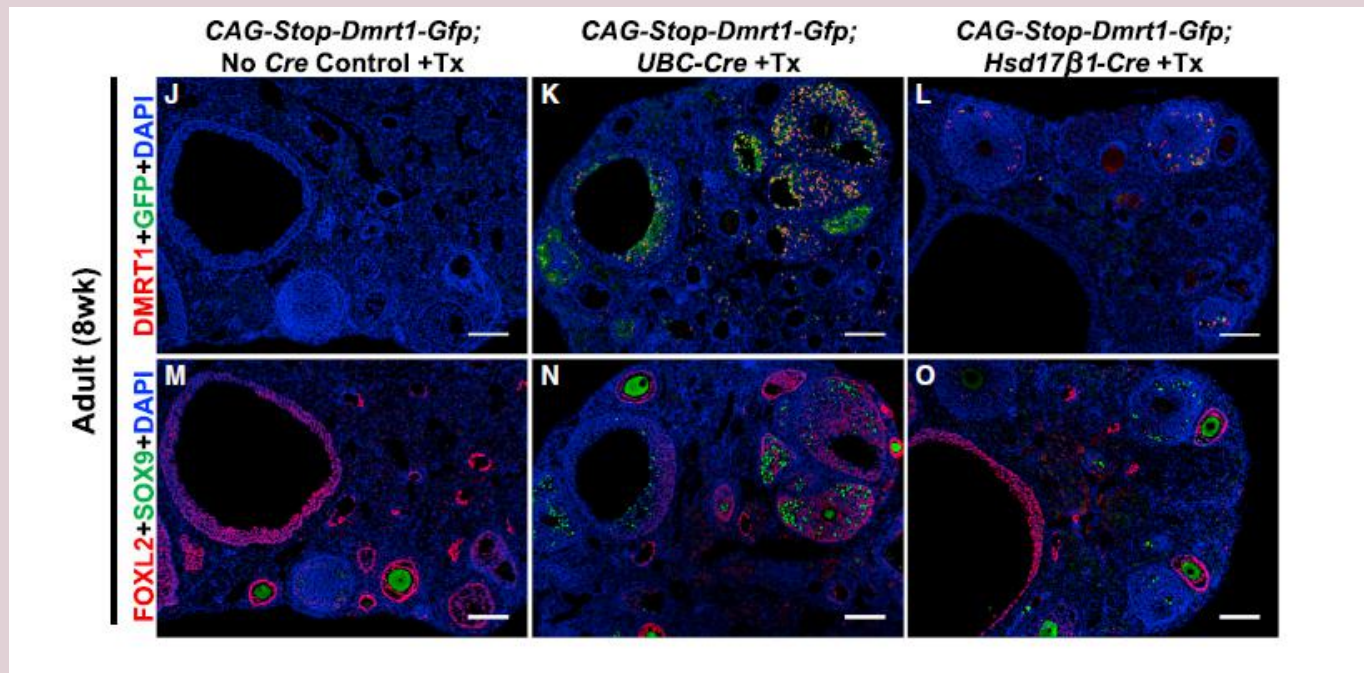 CAG-Stop-Dmrt1-Gfp;
No Cre Control +Tx
CAG-Stop-Dmrt1-Gfp;
UBC-Cre +Tx
CAG-Stop-Dmrt1-Gfp;
Hsd17β1-Cre +Tx
Adult (8wk)
DMRT1+GFP+DAPI
J
K
L
FOXL2+SOX9+DAPI
M
N
O